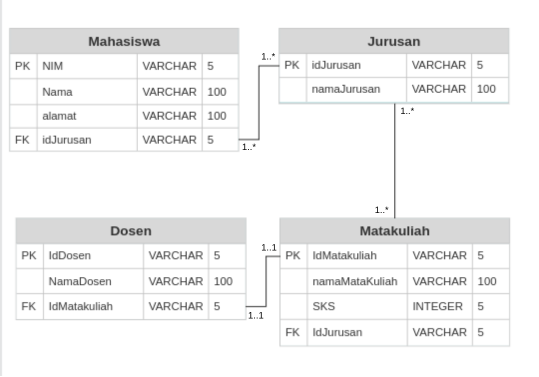 Mahasiswa
PK NIM VARCHAR 5
Nama VARCHAR 100
alamat VARCHAR 100
FK idJurusan VARCHAR 5
1..*
1..*
Jurusan
PK idJurusan VARCHAR 5
namaJurusan VARCHAR 100
1..*
1..*
Dosen
PK IdDosen VARCHAR 5
NamaDosen VARCHAR 100
FK IdMatakuliah VARCHAR 5
1..1
1..1
Matakuliah
PK IdMatakuliah VARCHAR 5
namaMataKuliah VARCHAR 100
SKS INTEGER 5
FK IdJurusan VARCHAR 5